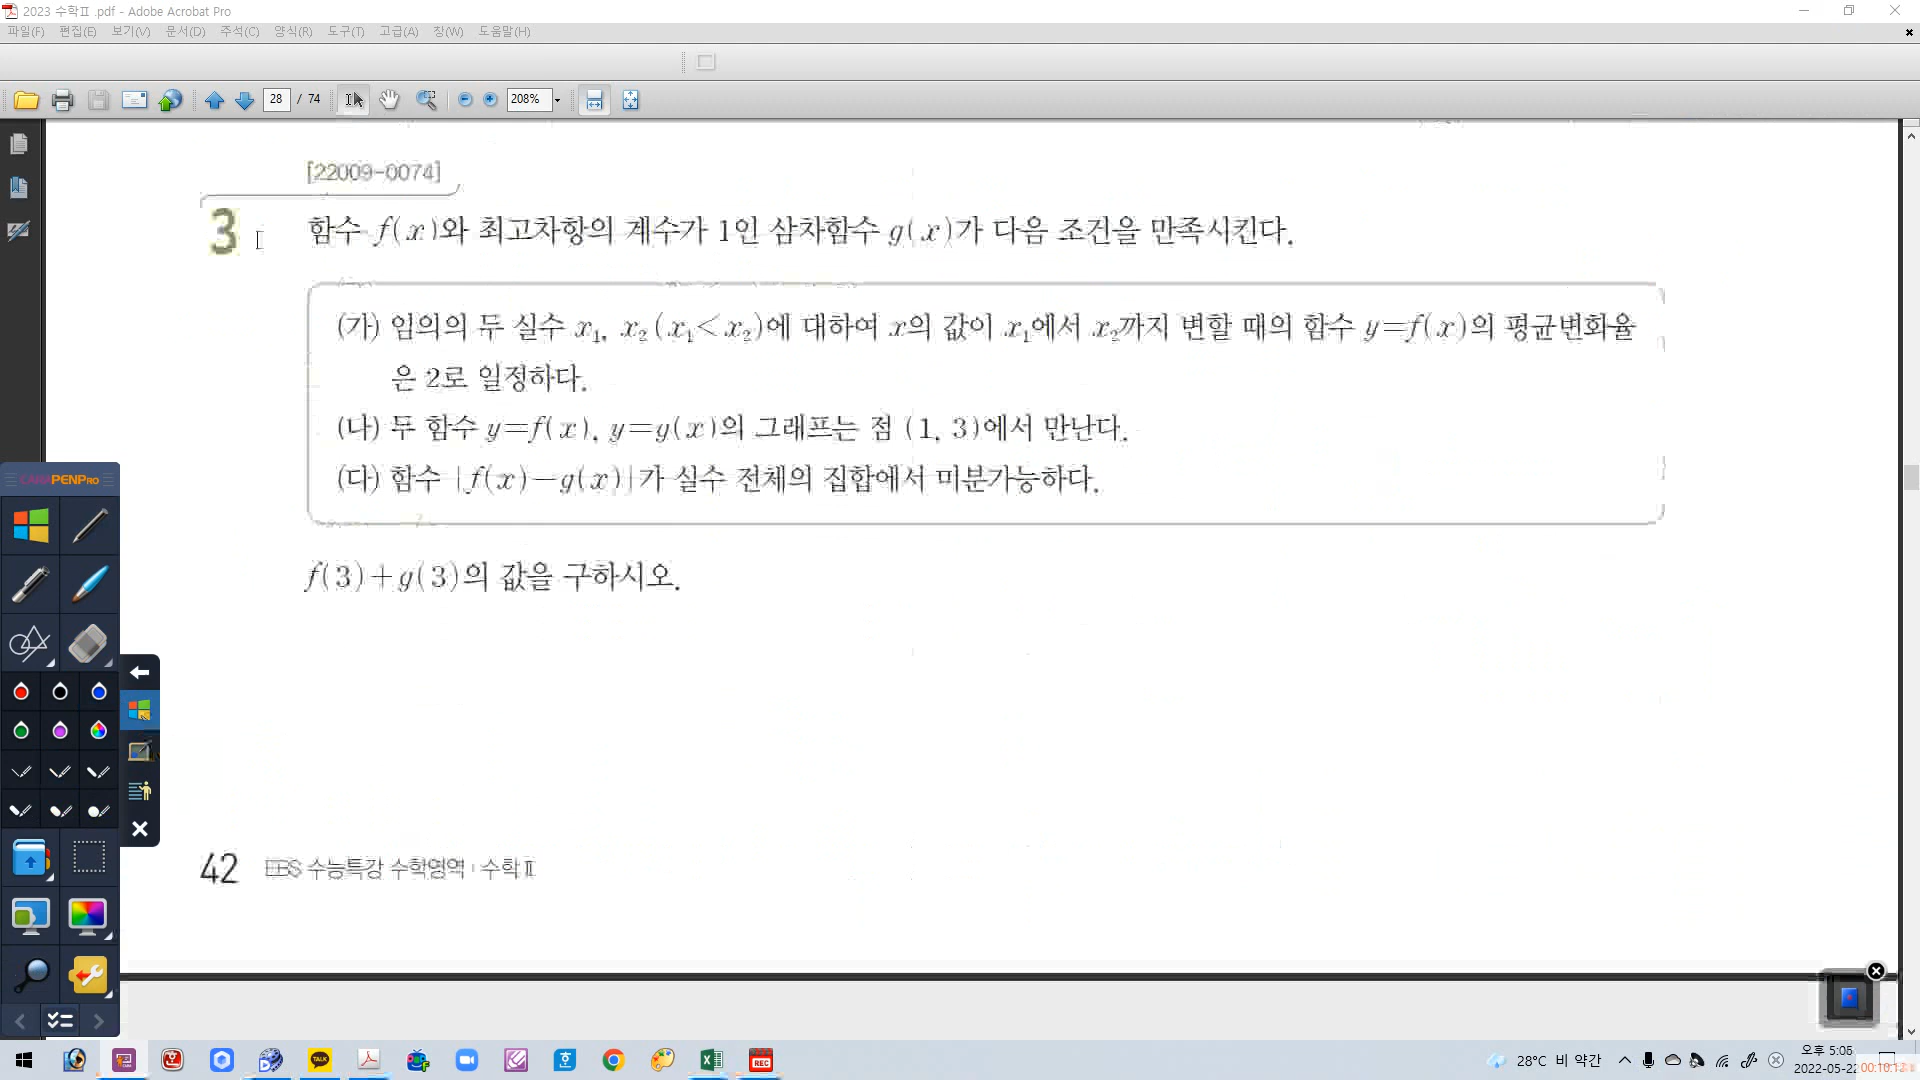 2023 수학Ⅱ .pdf - Adobe Acrobat Pro
파일(F) 편집(E) 보기(V) 문서(D) 주석(C) 양식(R) 도구(T) 고급(A) 창(W) 도움말(H)
28 / 74 208%
[22009-0074]
3 함수 f(x)와 최고차항의 계수가 1인 삼차함수 g(x)가 다음 조건을 만족시킨다.
(가) 임의의 두 실수 x₁, x₂ (x₁<x₂)에 대하여 x의 값이 x₁에서 x₂까지 변할 때의 함수 y=f(x)의 평균변화율
은 2로 일정하다.
(나) 두 함수 y=f(x), y=g(x)의 그래프는 점 (1, 3)에서 만난다.
(다) 함수 |f(x)-g(x)|가 실수 전체의 집합에서 미분가능하다.
f(3)+g(3)의 값을 구하시오.
42 EBS 수능특강 수학영역 | 수학Ⅱ
PENPRO
TALK
REC
28°C 비 약간
오후 5:05
2022-05-22